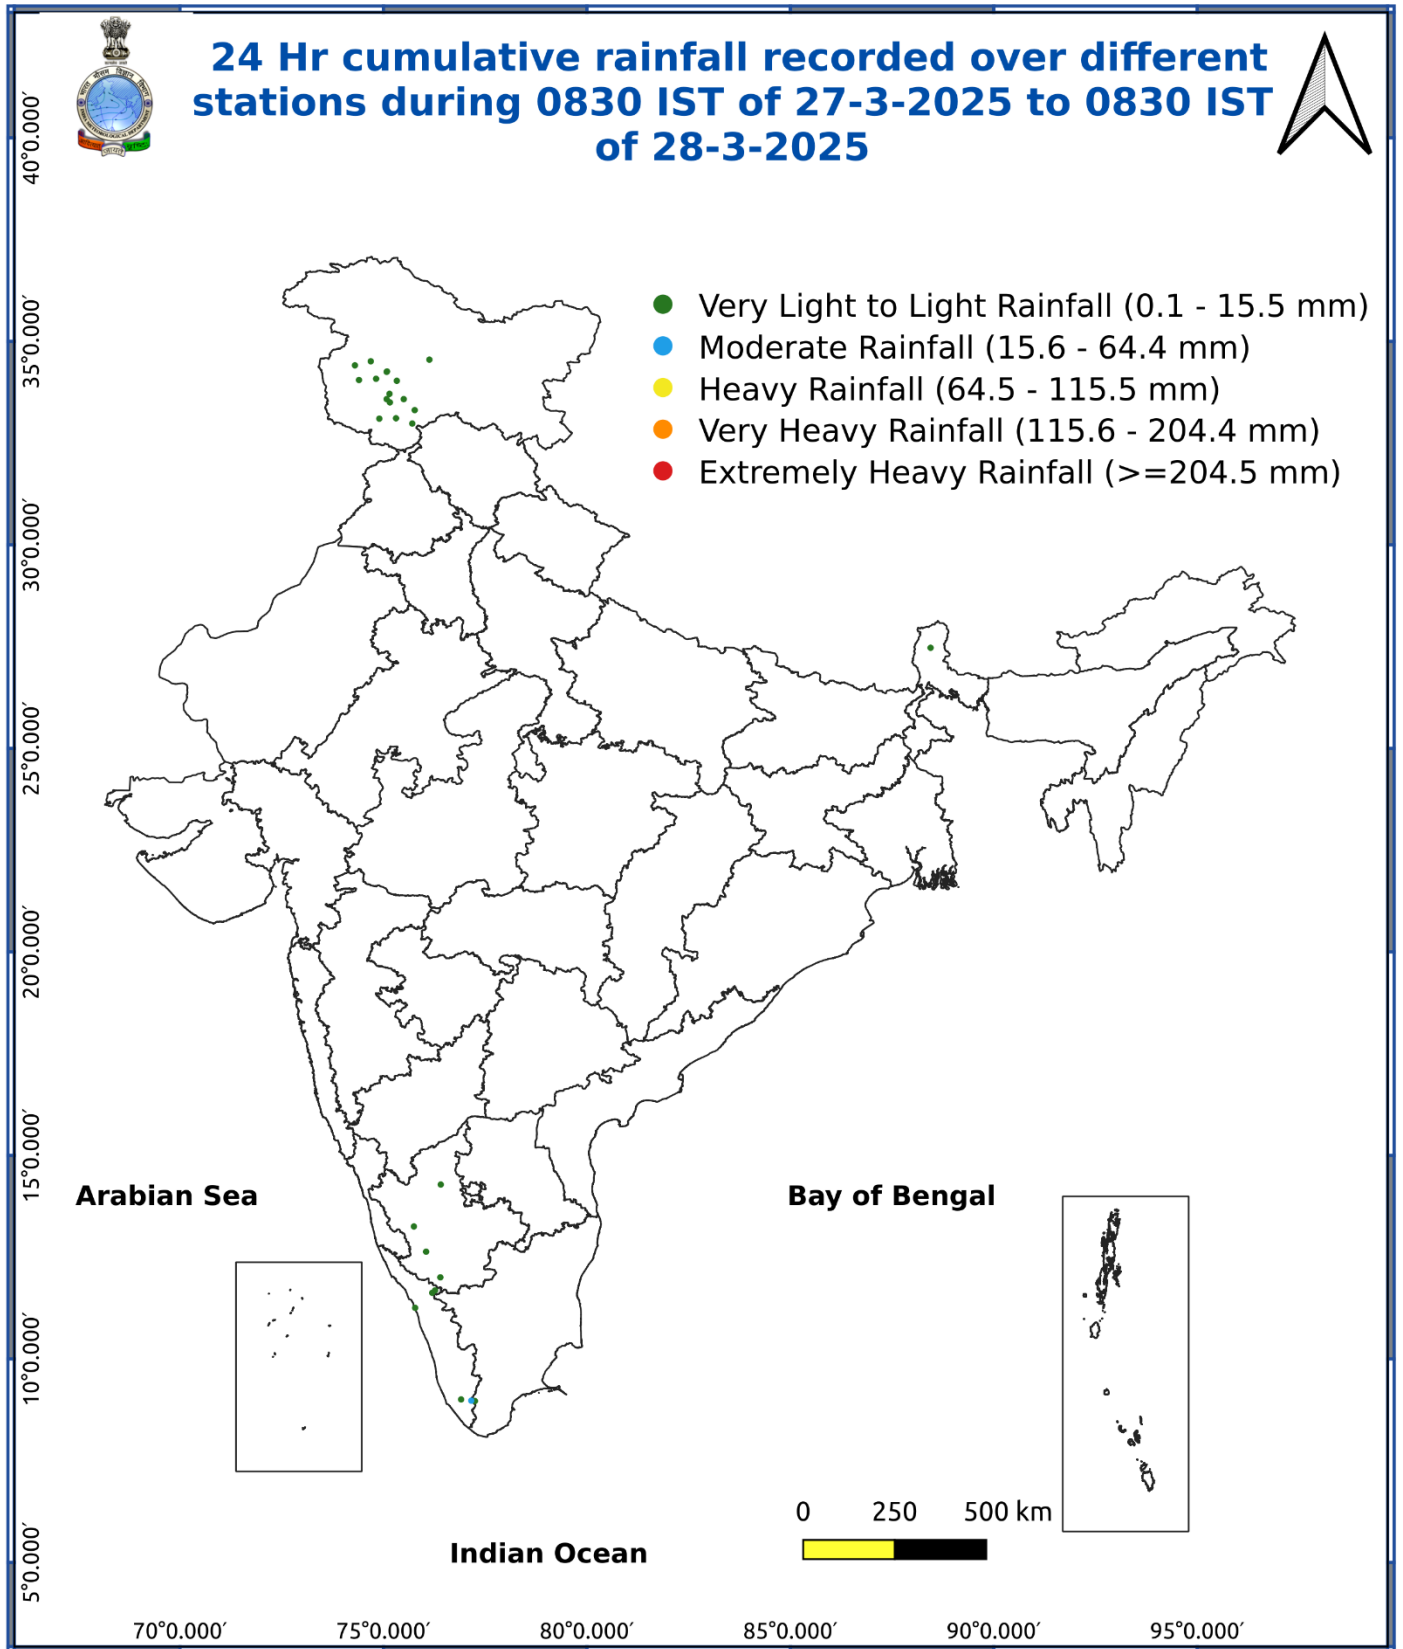 24 Hr cumulative rainfall recorded over different
stations during 0830 IST of 27-3-2025 to 0830 IST
of 28-3-2025
Very Light to Light Rainfall (0.1 - 15.5 mm)
Moderate Rainfall (15.6 - 64.4 mm)
Heavy Rainfall (64.5 - 115.5 mm)
Very Heavy Rainfall (115.6 - 204.4 mm)
Extremely Heavy Rainfall (>=204.5 mm)
40°0.000′
35°0.000′
30°0.000′
25°0.000′
20°0.000′
15°0.000′
10°0.000′
5°0.000′
Arabian Sea
Bay of Bengal
0 250 500 km
Indian Ocean
70°0.000′ 75°0.000′ 80°0.000′ 85°0.000′ 90°0.000′ 95°0.000′